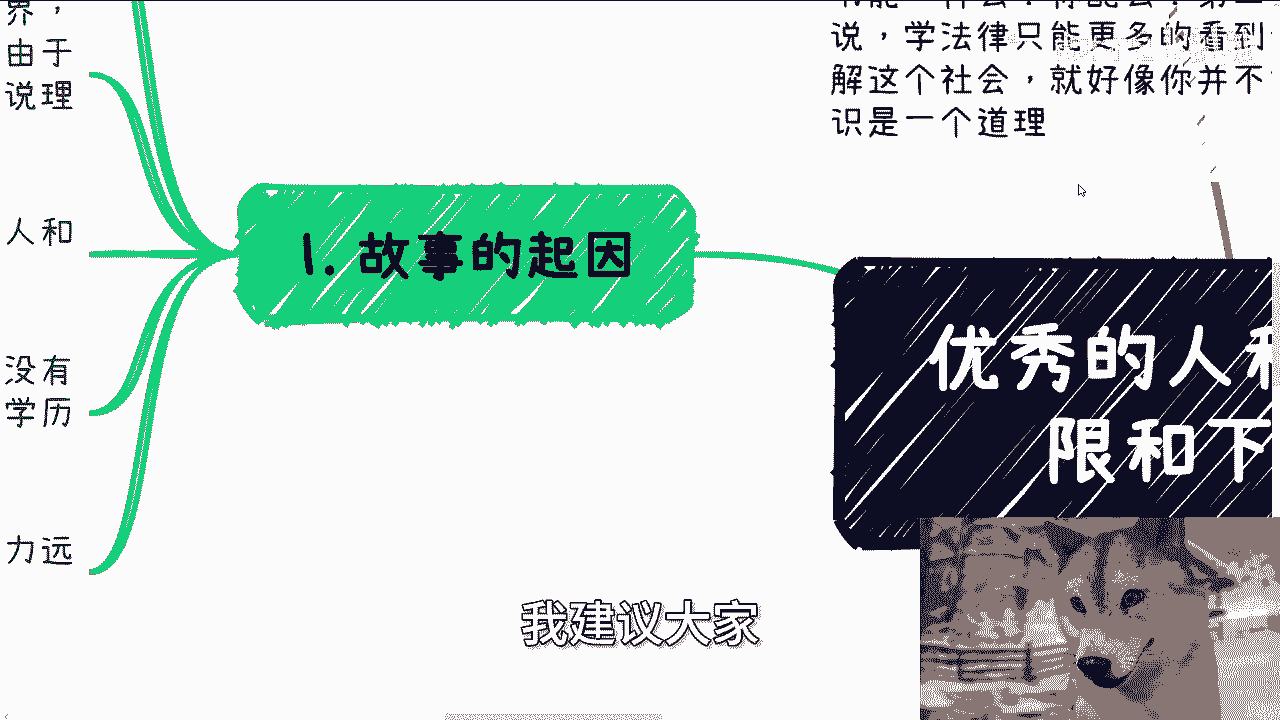 界，
由于
说理
人和
没有
学历
力远
1. 故事的起因
说，学法律只能更多的看到
解这个社会，就好像你并不
识是一个道理
优秀的人和
限和下
我建议大家